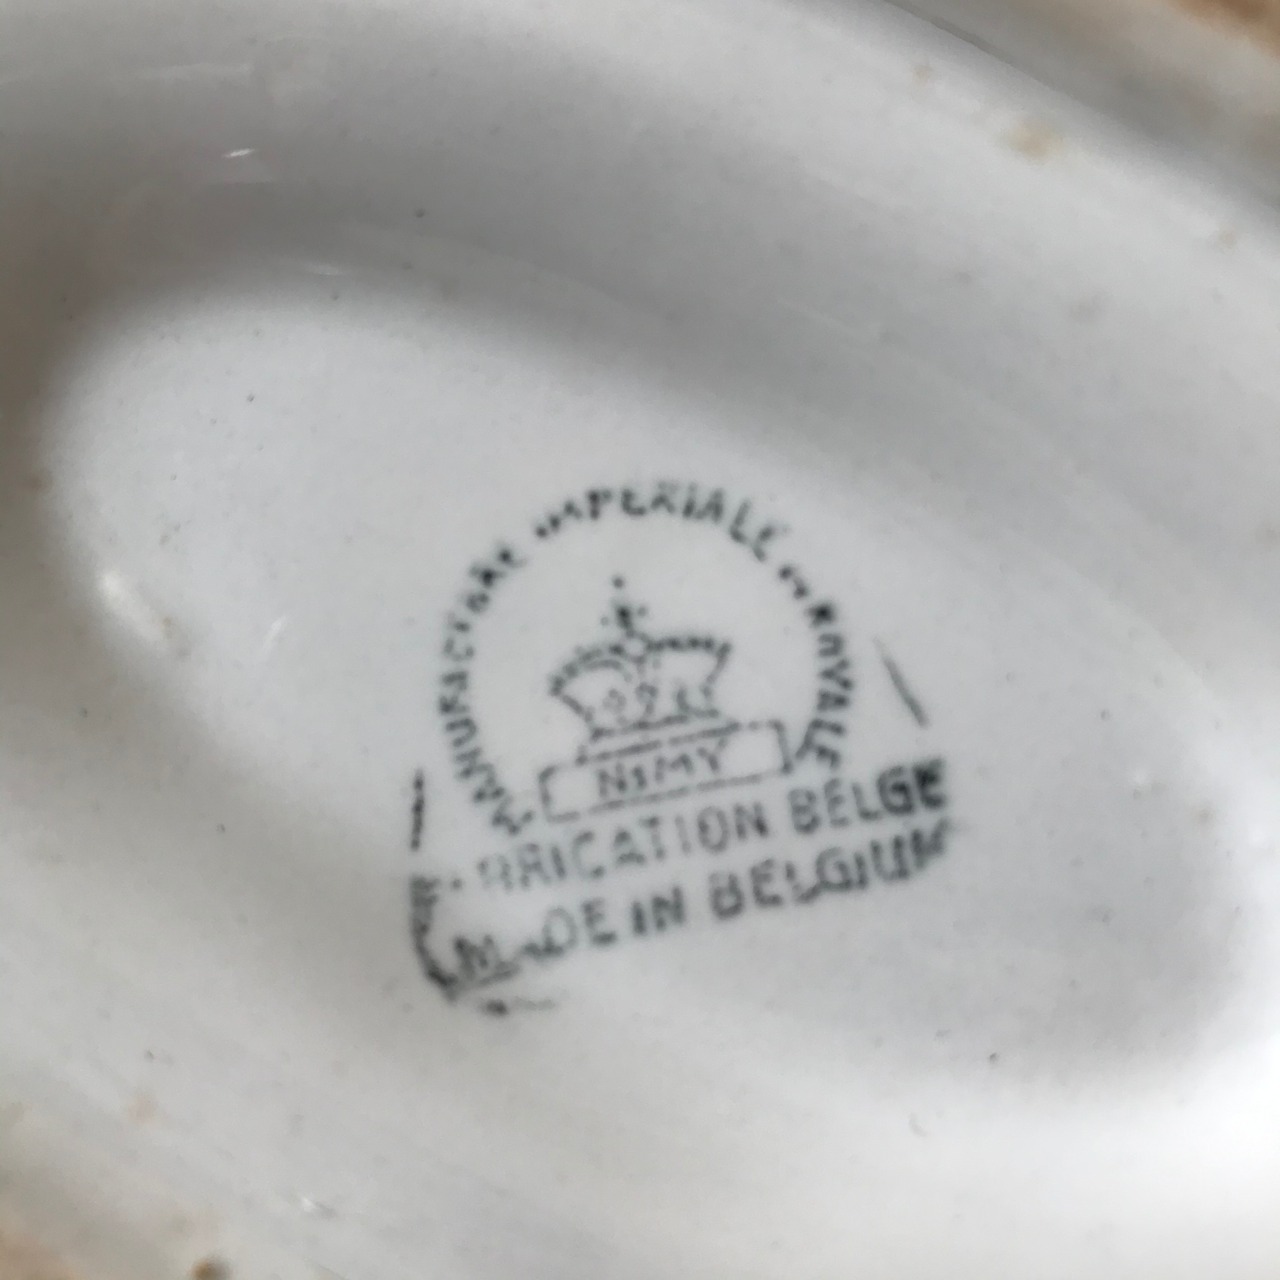 MANUFACTURE IMPERIALE ET ROYALE
NIMY
FABRICATION BELGE
MADE IN BELGIUM